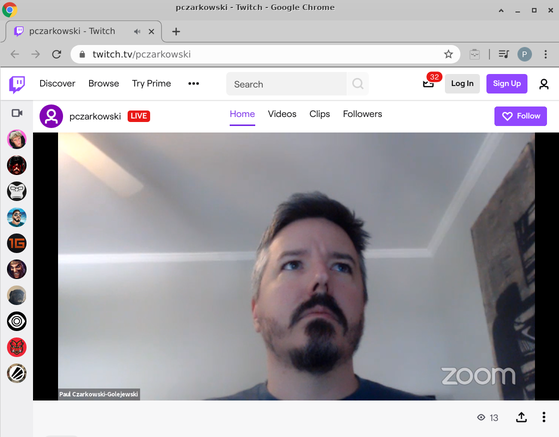 pczarkowski - Twitch - Google Chrome
pczarkowski - Twitch
twitch.tv/pczarkowski
P
32
Discover Browse Try Prime Search Log In Sign Up
pczarkowski LIVE Home Videos Clips Followers Follow
1G
zoom
Paul Czarkowski-Golejewski
13